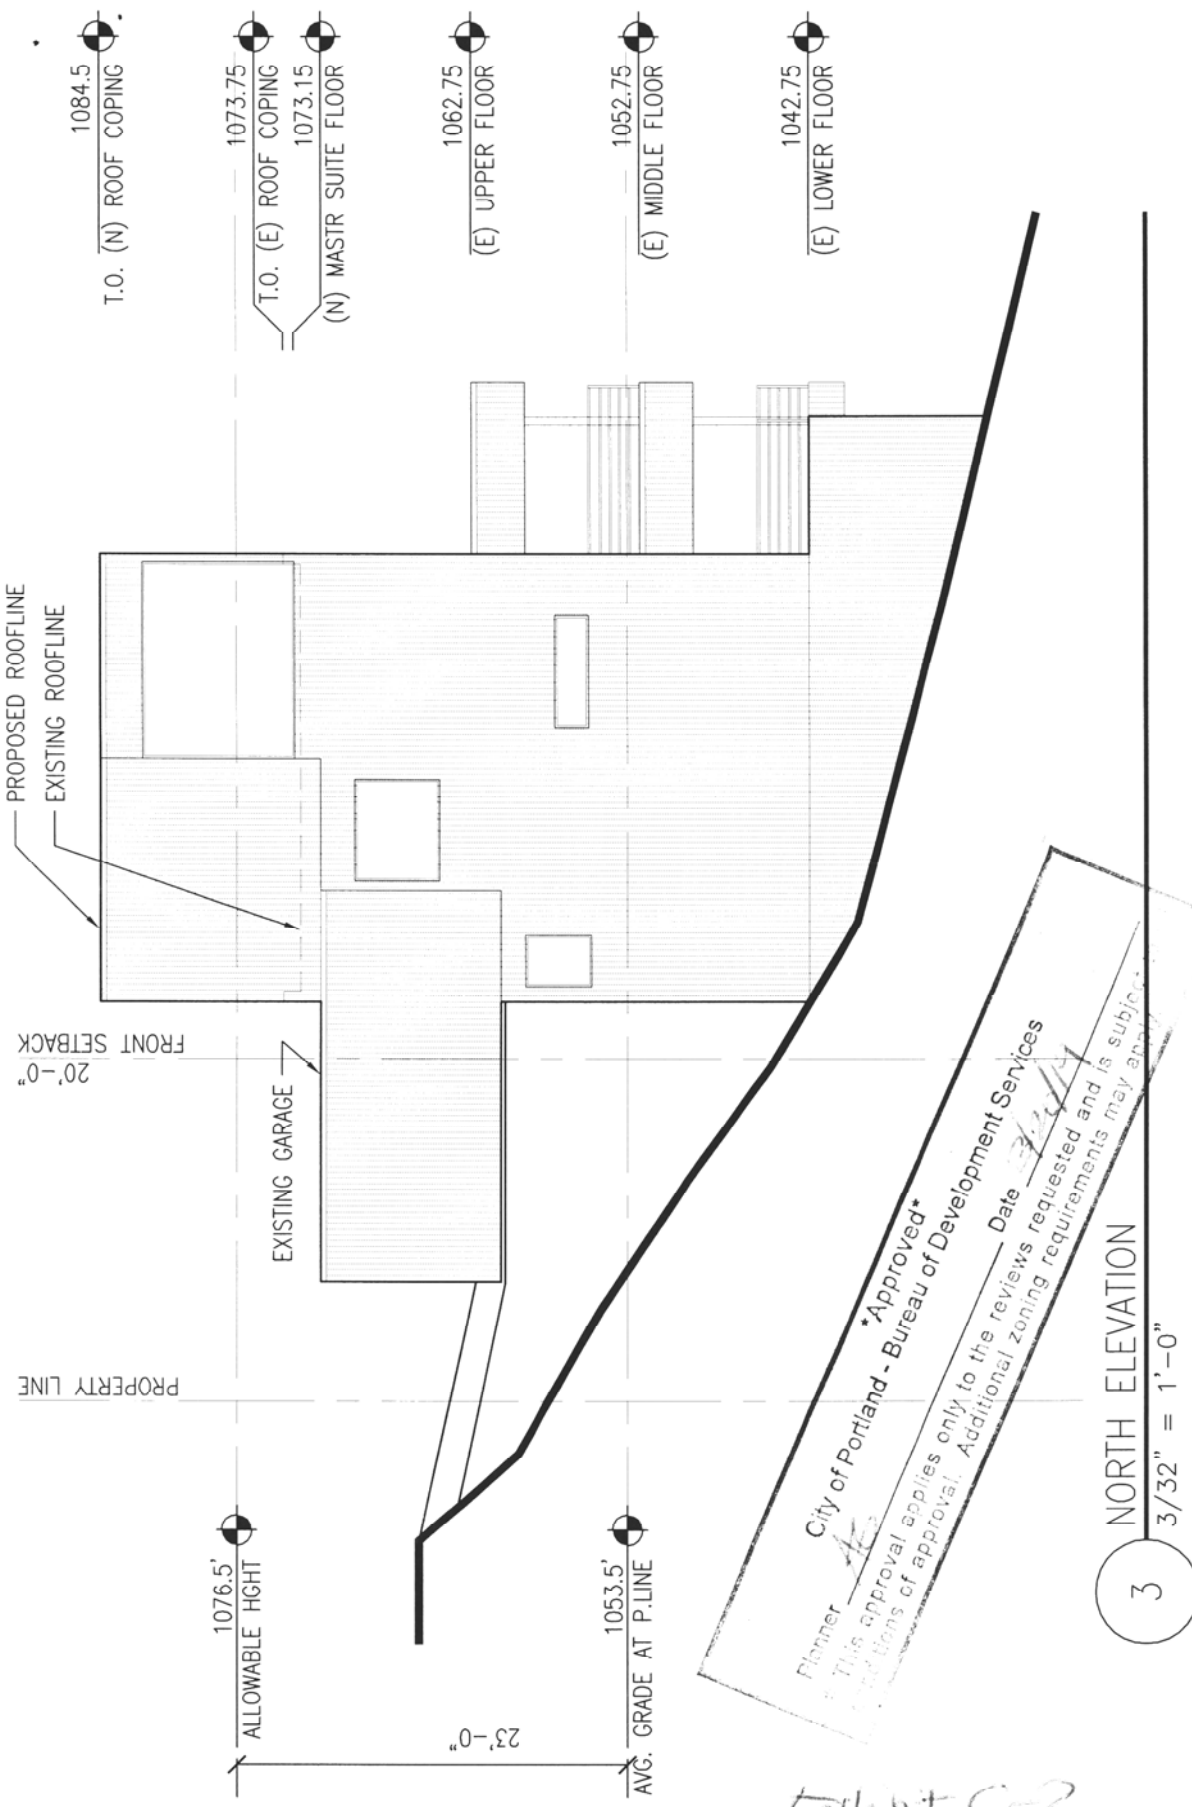 PROPERTY LINE
20'-0"
FRONT SETBACK
PROPOSED ROOFLINE
EXISTING ROOFLINE
EXISTING GARAGE
1084.5
T.O. (N) ROOF COPING
1073.75
T.O. (E) ROOF COPING
1073.15
(N) MASTR SUITE FLOOR
1062.75
(E) UPPER FLOOR
1052.75
(E) MIDDLE FLOOR
1042.75
(E) LOWER FLOOR
1076.5'
ALLOWABLE HGHT
23'-0"
1053.5'
AVG. GRADE AT P.LINE
*Approved*
City of Portland - Bureau of Development Services
Planner Date
* This approval applies only to the reviews requested and is subject
conditions of approval. Additional zoning requirements may apply.
3
NORTH ELEVATION
3/32" = 1'-0"
Exhibit